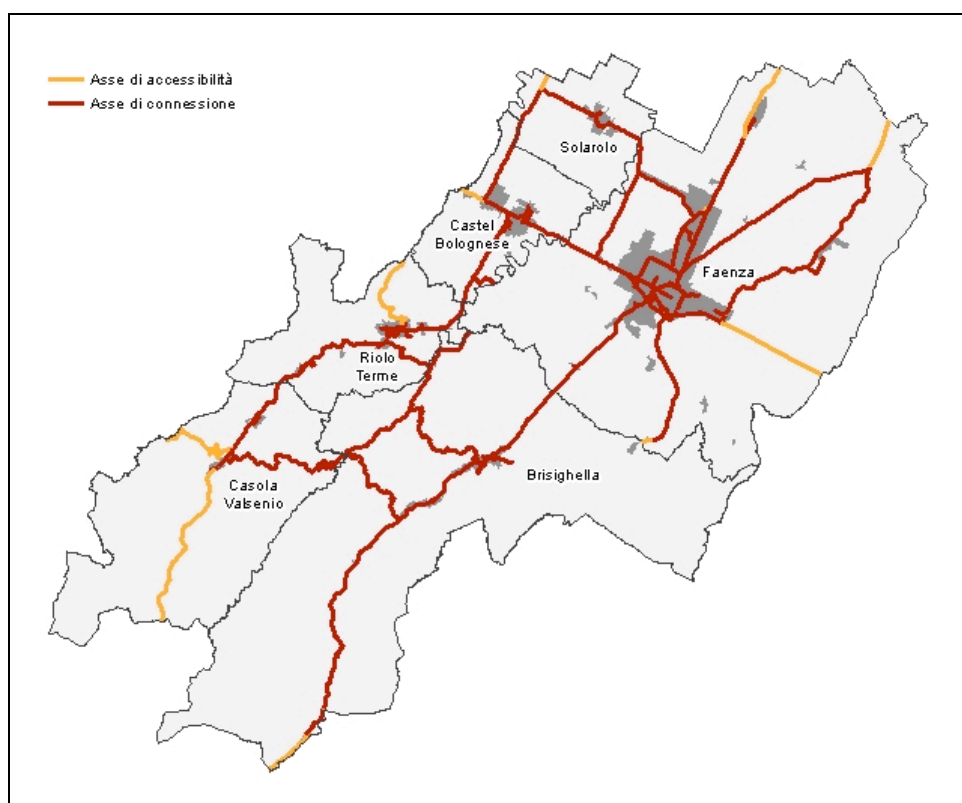 Asse di accessibilità
Asse di connessione
Solarolo
Castel
Bolognese
Faenza
Riolo
Terme
Casola
Valsenio
Brisighella